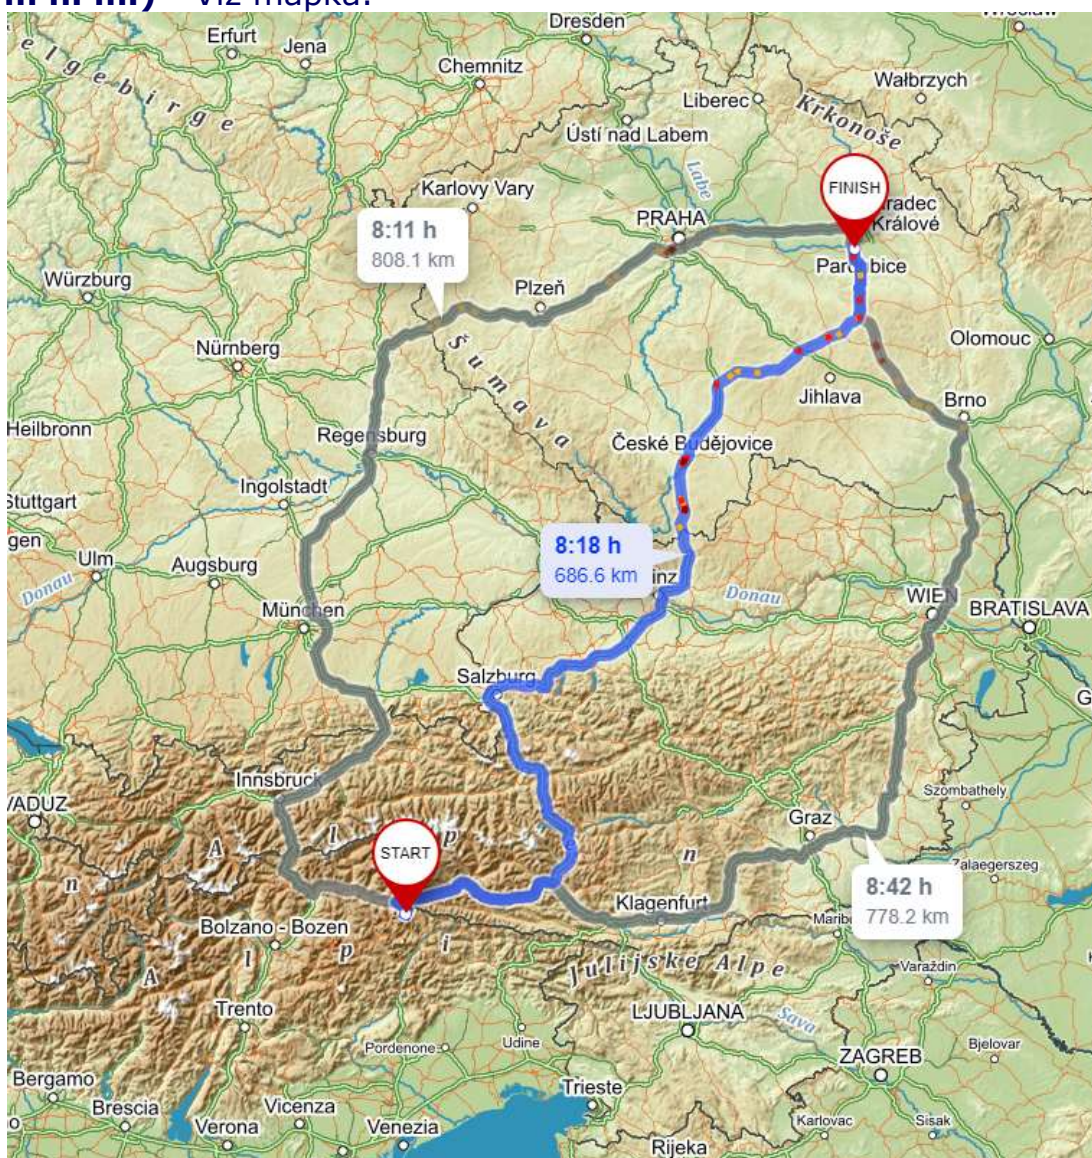 viz mapka:
Dresden
Erfurt
Jena
Chemnitz
Wałbrzych
Liberec
Krkonoše
Ústí nad Labem
Labe
Karlovy Vary
FINISH
PRAHA
Králové
8:11 h
808.1 km
Plzeň
Würzburg
Nürnberg
Šumava
Olomouc
Jihlava
Brno
Heilbronn
Regensburg
České Budějovice
Ingolstadt
Stuttgart
8:18 h
686.6 km
Ulm
Augsburg
Donau
Donau
München
WIEN
BRATISLAVA
Salzburg
Innsbruck
Szombathely
START
Graz
Zalaegerszeg
8:42 h
778.2 km
Klagenfurt
Bolzano - Bozen
Julijske Alpe
Varaždin
Trento
LJUBLJANA
Sava
Pordenone
Udine
ZAGREB
Bjelovar
Bergamo
Brescia
Vicenza
Trieste
Verona
Venezia
Karlovac
Sisak
Rijeka